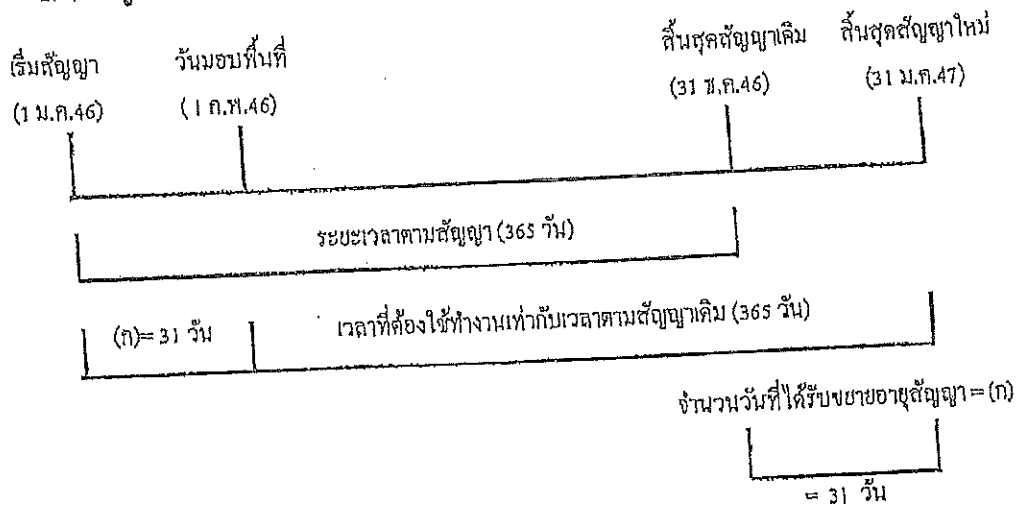 เริ่มสัญญา
(1 ม.ค.46)
วันมอบพื้นที่
( 1 ก.พ.46)
สิ้นสุดสัญญาเดิม
(31 ธ.ค.46)
สิ้นสุดสัญญาใหม่
(31 ม.ค.47)
ระยะเวลาตามสัญญา (365 วัน)
(ก)= 31 วัน
เวลาที่ต้องใช้ทำงานเท่ากับเวลาตามสัญญาเดิม (365 วัน)
จำนวนวันที่ได้รับขยายอายุสัญญา = (ก)
= 31 วัน